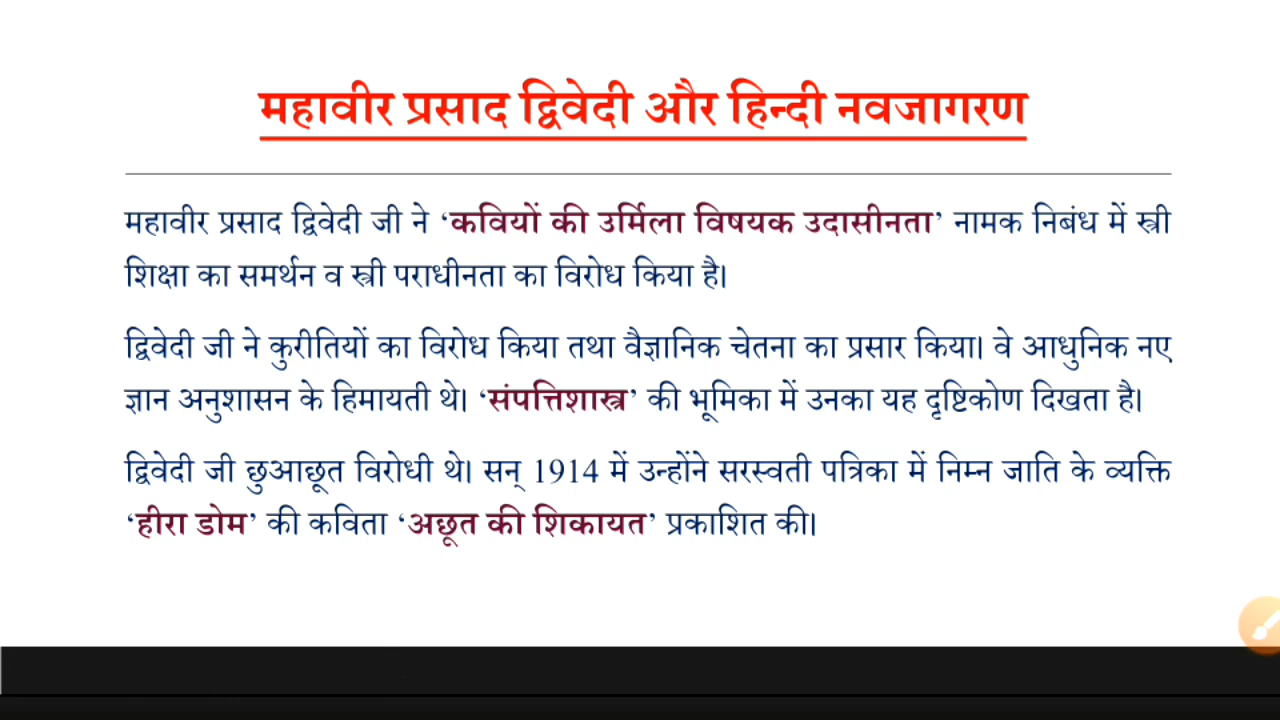 महावीर प्रसाद द्विवेदी और हिन्दी नवजागरण
महावीर प्रसाद द्विवेदी जी ने ‘कवियों की उर्मिला विषयक उदासीनता’ नामक निबंध में स्त्री
शिक्षा का समर्थन व स्त्री पराधीनता का विरोध किया है।
द्विवेदी जी ने कुरीतियों का विरोध किया तथा वैज्ञानिक चेतना का प्रसार किया। वे आधुनिक नए
ज्ञान अनुशासन के हिमायती थे। ‘संपत्तिशास्त्र’ की भूमिका में उनका यह दृष्टिकोण दिखता है।
द्विवेदी जी छुआछूत विरोधी थे। सन् 1914 में उन्होंने सरस्वती पत्रिका में निम्न जाति के व्यक्ति
‘हीरा डोम’ की कविता ‘अछूत की शिकायत’ प्रकाशित की।